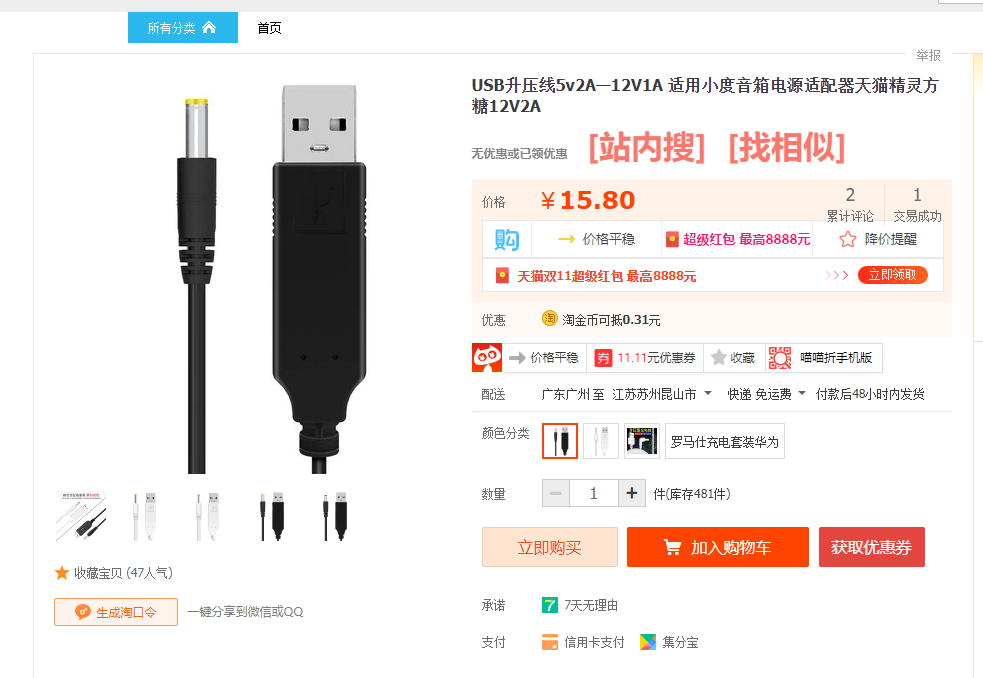 所有分类 首页
举报
USB升压线5v2A—12V1A 适用小度音箱电源适配器天猫精灵方
糖12V2A
无优惠或已领优惠 [站内搜] [找相似]
价格 ¥15.80 2 1
累计评论 交易成功
购 价格平稳 超级红包 最高8888元 降价提醒
天猫双11超级红包 最高8888元 >>> 立即领取
优惠 淘 淘金币可抵0.31元
价格平稳 券 11.11元优惠券 收藏 喵喵折手机版
配送 广东广州 至 江苏苏州昆山市 快递 免运费 付款后48小时内发货
颜色分类 罗马仕充电套装华为
数量 － 1 + 件(库存481件)
立即购买 加入购物车 获取优惠券
收藏宝贝 (47人气)
生成淘口令 一键分享到微信或QQ
承诺 7 7天无理由
支付 信用卡支付 集分宝